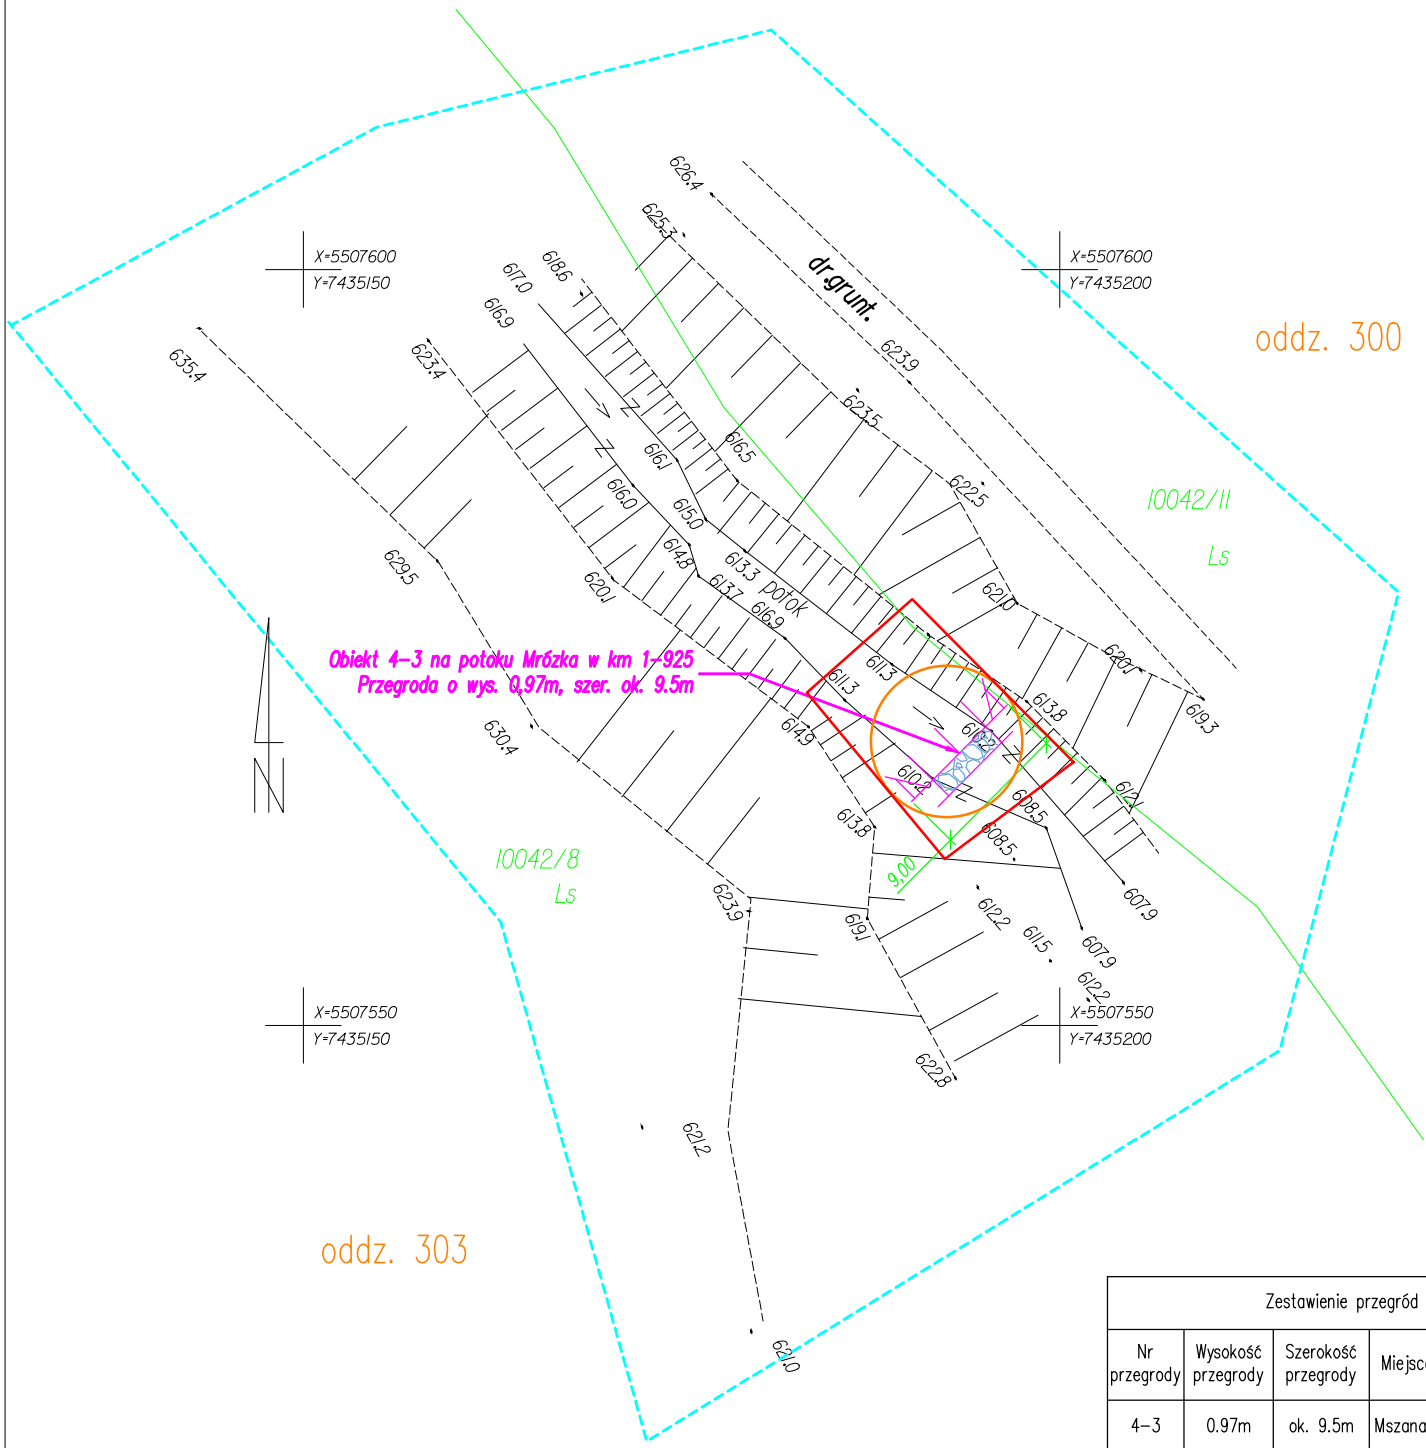 626.4
625.3
618.6
617.0
616.9
X=5507600
Y=7435150
X=5507600
Y=7435200
dr.grunt.
oddz. 300
635.4
623.4
623.9
623.5
616.5
616.1
616.0
615.0
622.5
10042/11
Ls
629.5
620.1
614.8
613.3
613.7
potok
616.9
621.0
620.1
Obiekt 4-3 na potoku Mrózka w km 1-925
Przegroda o wys. 0.97m, szer. ok. 9.5m
611.3
611.3
613.8
619.3
630.4
614.9
610.2
612.1
608.5
608.5
613.8
10042/8
Ls
9,00
623.9
619.1
612.2
607.9
611.5
607.9
612.2
X=5507550
Y=7435150
X=5507550
Y=7435200
622.8
621.2
oddz. 303
621.0
N
Zestawienie przegród
Nr przegrody
Wysokość przegrody
Szerokość przegrody
4-3
0.97m
ok. 9.5m
Mszana